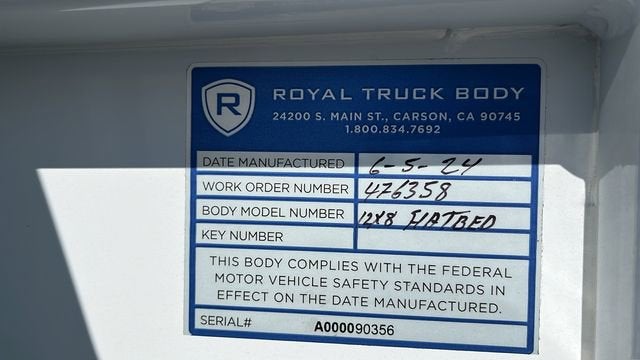 R
ROYAL TRUCK BODY
24200 S. MAIN ST., CARSON, CA 90745
1.800.834.7692
DATE MANUFACTURED 6-5-24
WORK ORDER NUMBER 476358
BODY MODEL NUMBER 12X8 FLATBED
KEY NUMBER
THIS BODY COMPLIES WITH THE FEDERAL
MOTOR VEHICLE SAFETY STANDARDS IN
EFFECT ON THE DATE MANUFACTURED.
SERIAL# A000090356